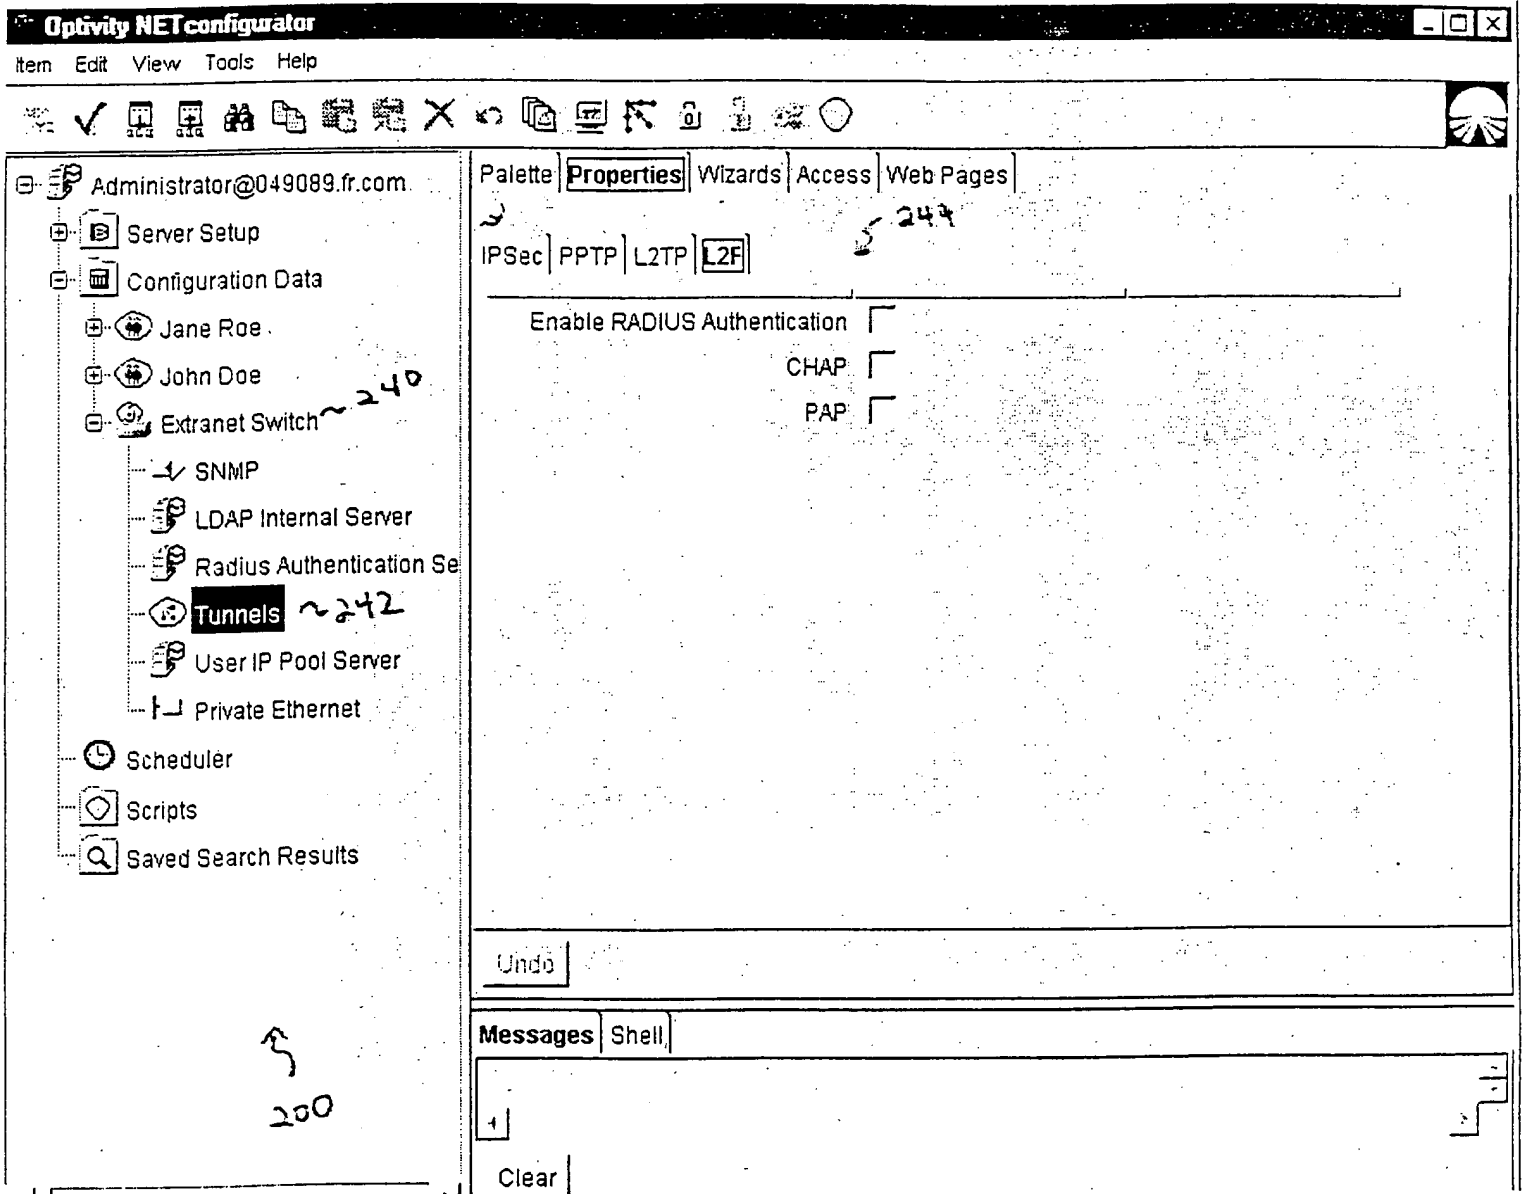 Optivity NETconfigurator
Item Edit View Tools Help
Administrator@049089.fr.com
Server Setup
Configuration Data
Jane Roe
John Doe
Extranet Switch ~ 240
SNMP
LDAP Internal Server
Radius Authentication Se
Tunnels ~ 242
User IP Pool Server
Private Ethernet
Scheduler
Scripts
Saved Search Results
200
Palette Properties Wizards Access Web Pages
244
IPSec PPTP L2TP L2F
Enable RADIUS Authentication
CHAP
PAP
Undo
Messages Shell
Clear